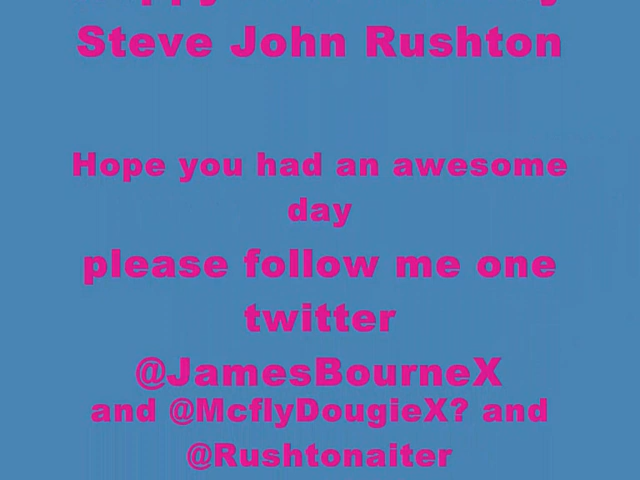 Steve John Rushton
Hope you had an awesome
day
please follow me one
twitter
@JamesBourneX
and @McflyDougieX? and
@Rushtonaiter